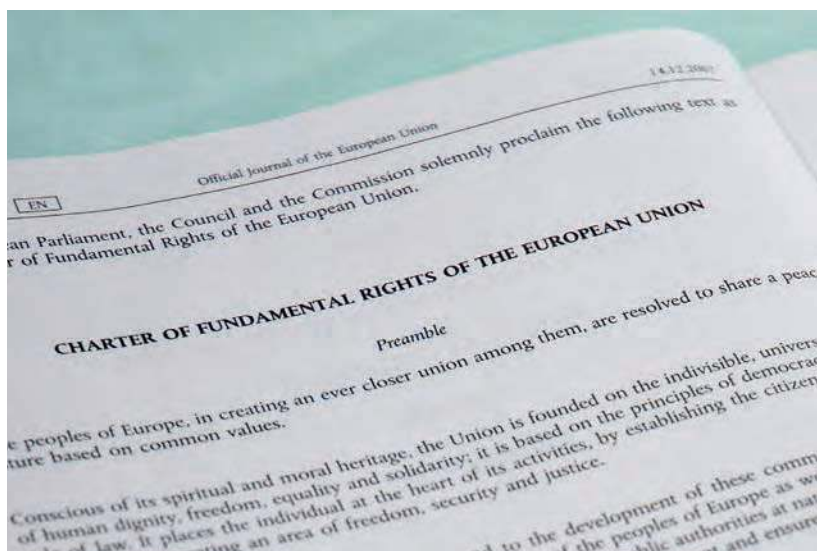 14.12.2007
Official Journal of the European Union
EN
an Parliament, the Council and the Commission solemnly proclaim the following text as
r of Fundamental Rights of the European Union.
CHARTER OF FUNDAMENTAL RIGHTS OF THE EUROPEAN UNION
Preamble
e peoples of Europe, in creating an ever closer union among them, are resolved to share a peac
ture based on common values.
Conscious of its spiritual and moral heritage, the Union is founded on the indivisible, univers
of human dignity, freedom, equality and solidarity; it is based on the principles of democrac
of law. It places the individual at the heart of its activities, by establishing the citizen
an area of freedom, security and justice.
to the development of these comm
the peoples of Europe as we
authorities at nat
and ensure